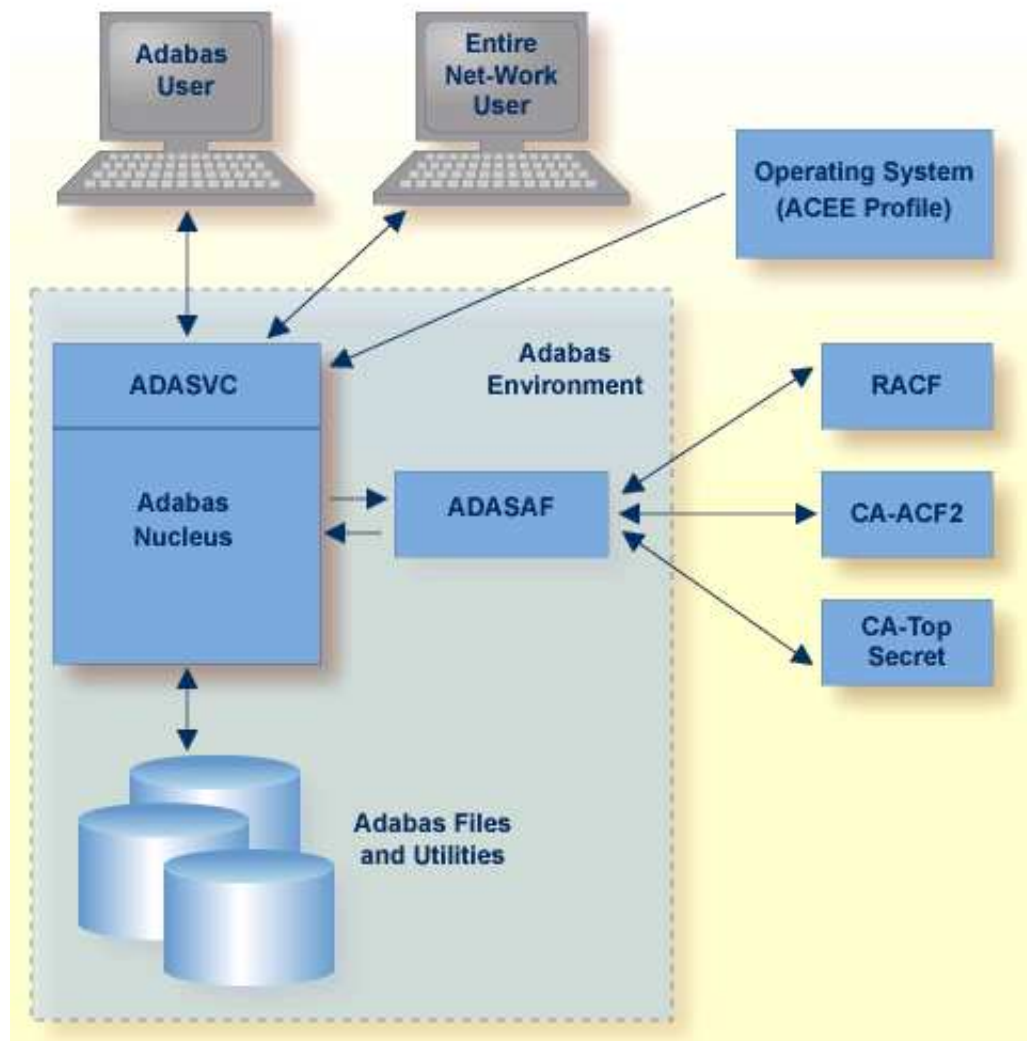 Adabas
User
Entire
Net-Work
User
Operating System
(ACEE Profile)
ADASVC
Adabas
Environment
RACF
Adabas
Nucleus
ADASAF
CA-ACF2
CA-Top
Secret
Adabas Files
and Utilities